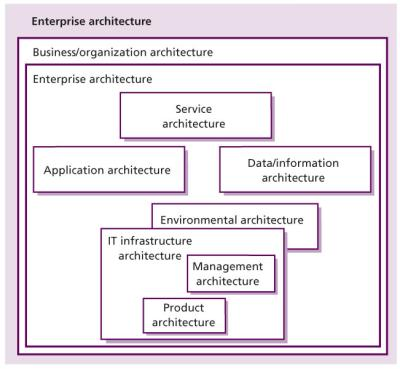 Enterprise architecture
Business/organization architecture
Enterprise architecture
Service
architecture
Application architecture
Data/information
architecture
Environmental architecture
IT infrastructure
architecture
Management
architecture
Product
architecture